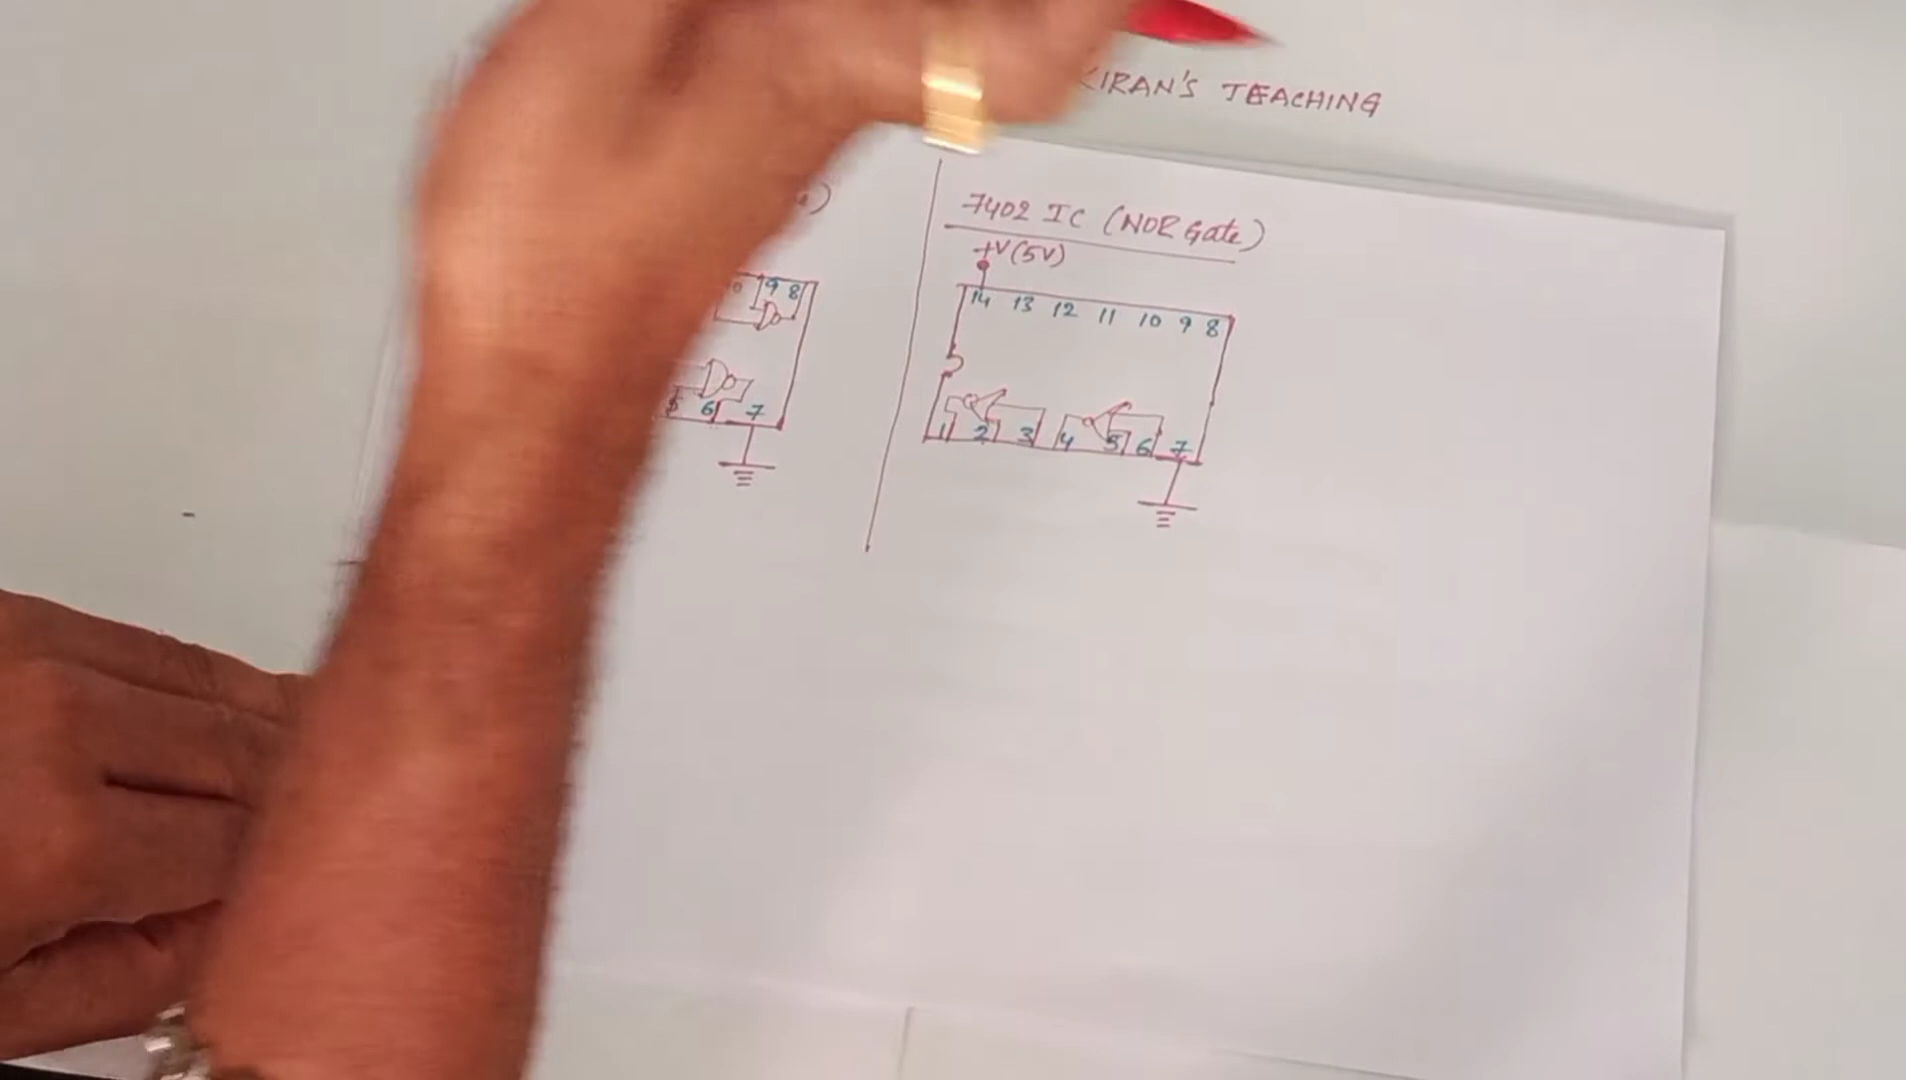 KIRAN'S TEACHING
7402 IC (NOR Gate)
+V (5V)
9 8
6 7
14 13 12 11 10 9 8
1 2 3 4 5 6 7